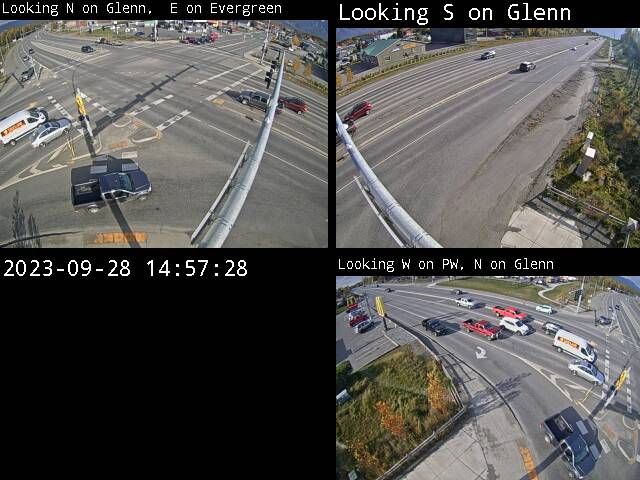 Looking N on Glenn, E on Evergreen
Looking S on Glenn
2023-09-28 14:57:28
Looking W on PW, N on Glenn